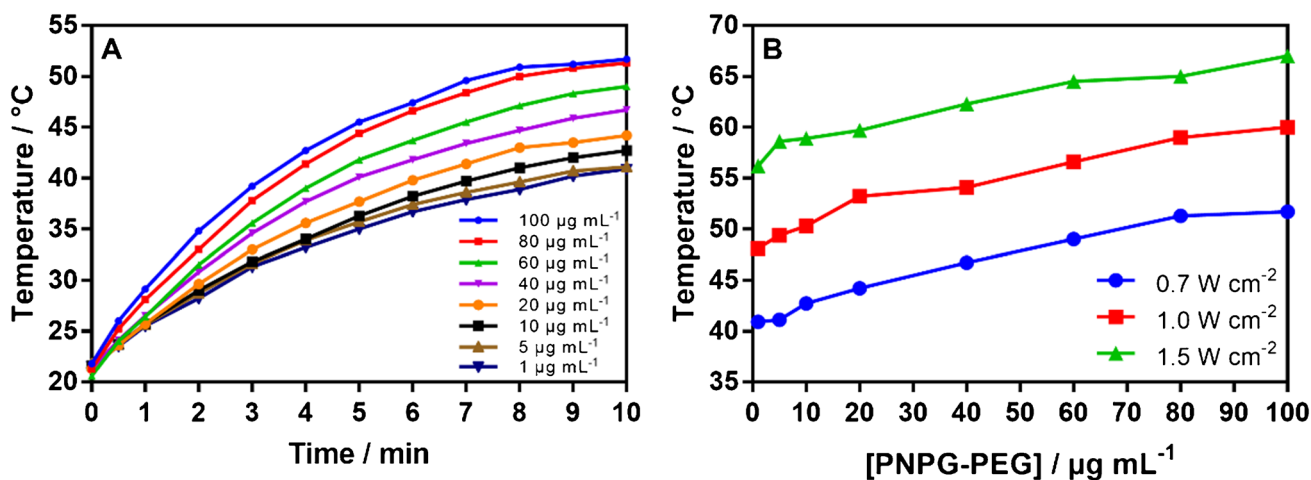 A
Temperature / °C
55
50
45
40
35
30
25
20
0 1 2 3 4 5 6 7 8 9 10
Time / min
100 µg mL⁻¹
80 µg mL⁻¹
60 µg mL⁻¹
40 µg mL⁻¹
20 µg mL⁻¹
10 µg mL⁻¹
5 µg mL⁻¹
1 µg mL⁻¹
B
Temperature / °C
70
65
60
55
50
45
40
35
0 10 20 30 40 50 60 70 80 90 100
[PNPG-PEG] / µg mL⁻¹
0.7 W cm⁻²
1.0 W cm⁻²
1.5 W cm⁻²